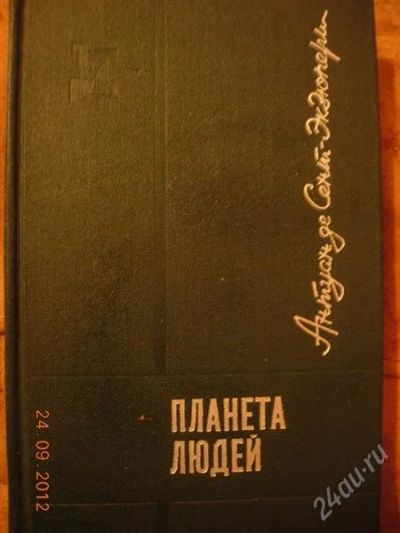 Антуан де Сент-Экзюпери
ПЛАНЕТА
ЛЮДЕЙ
24.09.2012
24au.ru